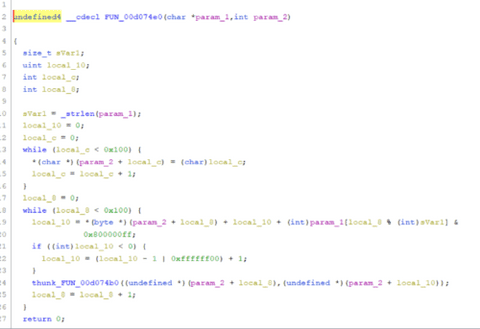 1
2 undefined4 __cdecl FUN_00d074e0(char *param_1,int param_2)
3
4 {
5 size_t sVar1;
6 uint local_10;
7 int local_c;
8 int local_8;
9
10 sVar1 = _strlen(param_1);
11 local_10 = 0;
12 local_c = 0;
13 while (local_c < 0x100) {
14 *(char *)(param_2 + local_c) = (char)local_c;
15 local_c = local_c + 1;
16 }
17 local_8 = 0;
18 while (local_8 < 0x100) {
19 local_10 = *(byte *)(param_2 + local_8) + local_10 + (int)param_1[local_8 % (int)sVar1] &
20 0x800000ff;
21 if ((int)local_10 < 0) {
22 local_10 = (local_10 - 1 | 0xffffff00) + 1;
23 }
24 thunk_FUN_00d074b0((undefined *)(param_2 + local_8),(undefined *)(param_2 + local_10));
25 local_8 = local_8 + 1;
26 }
27 return 0;